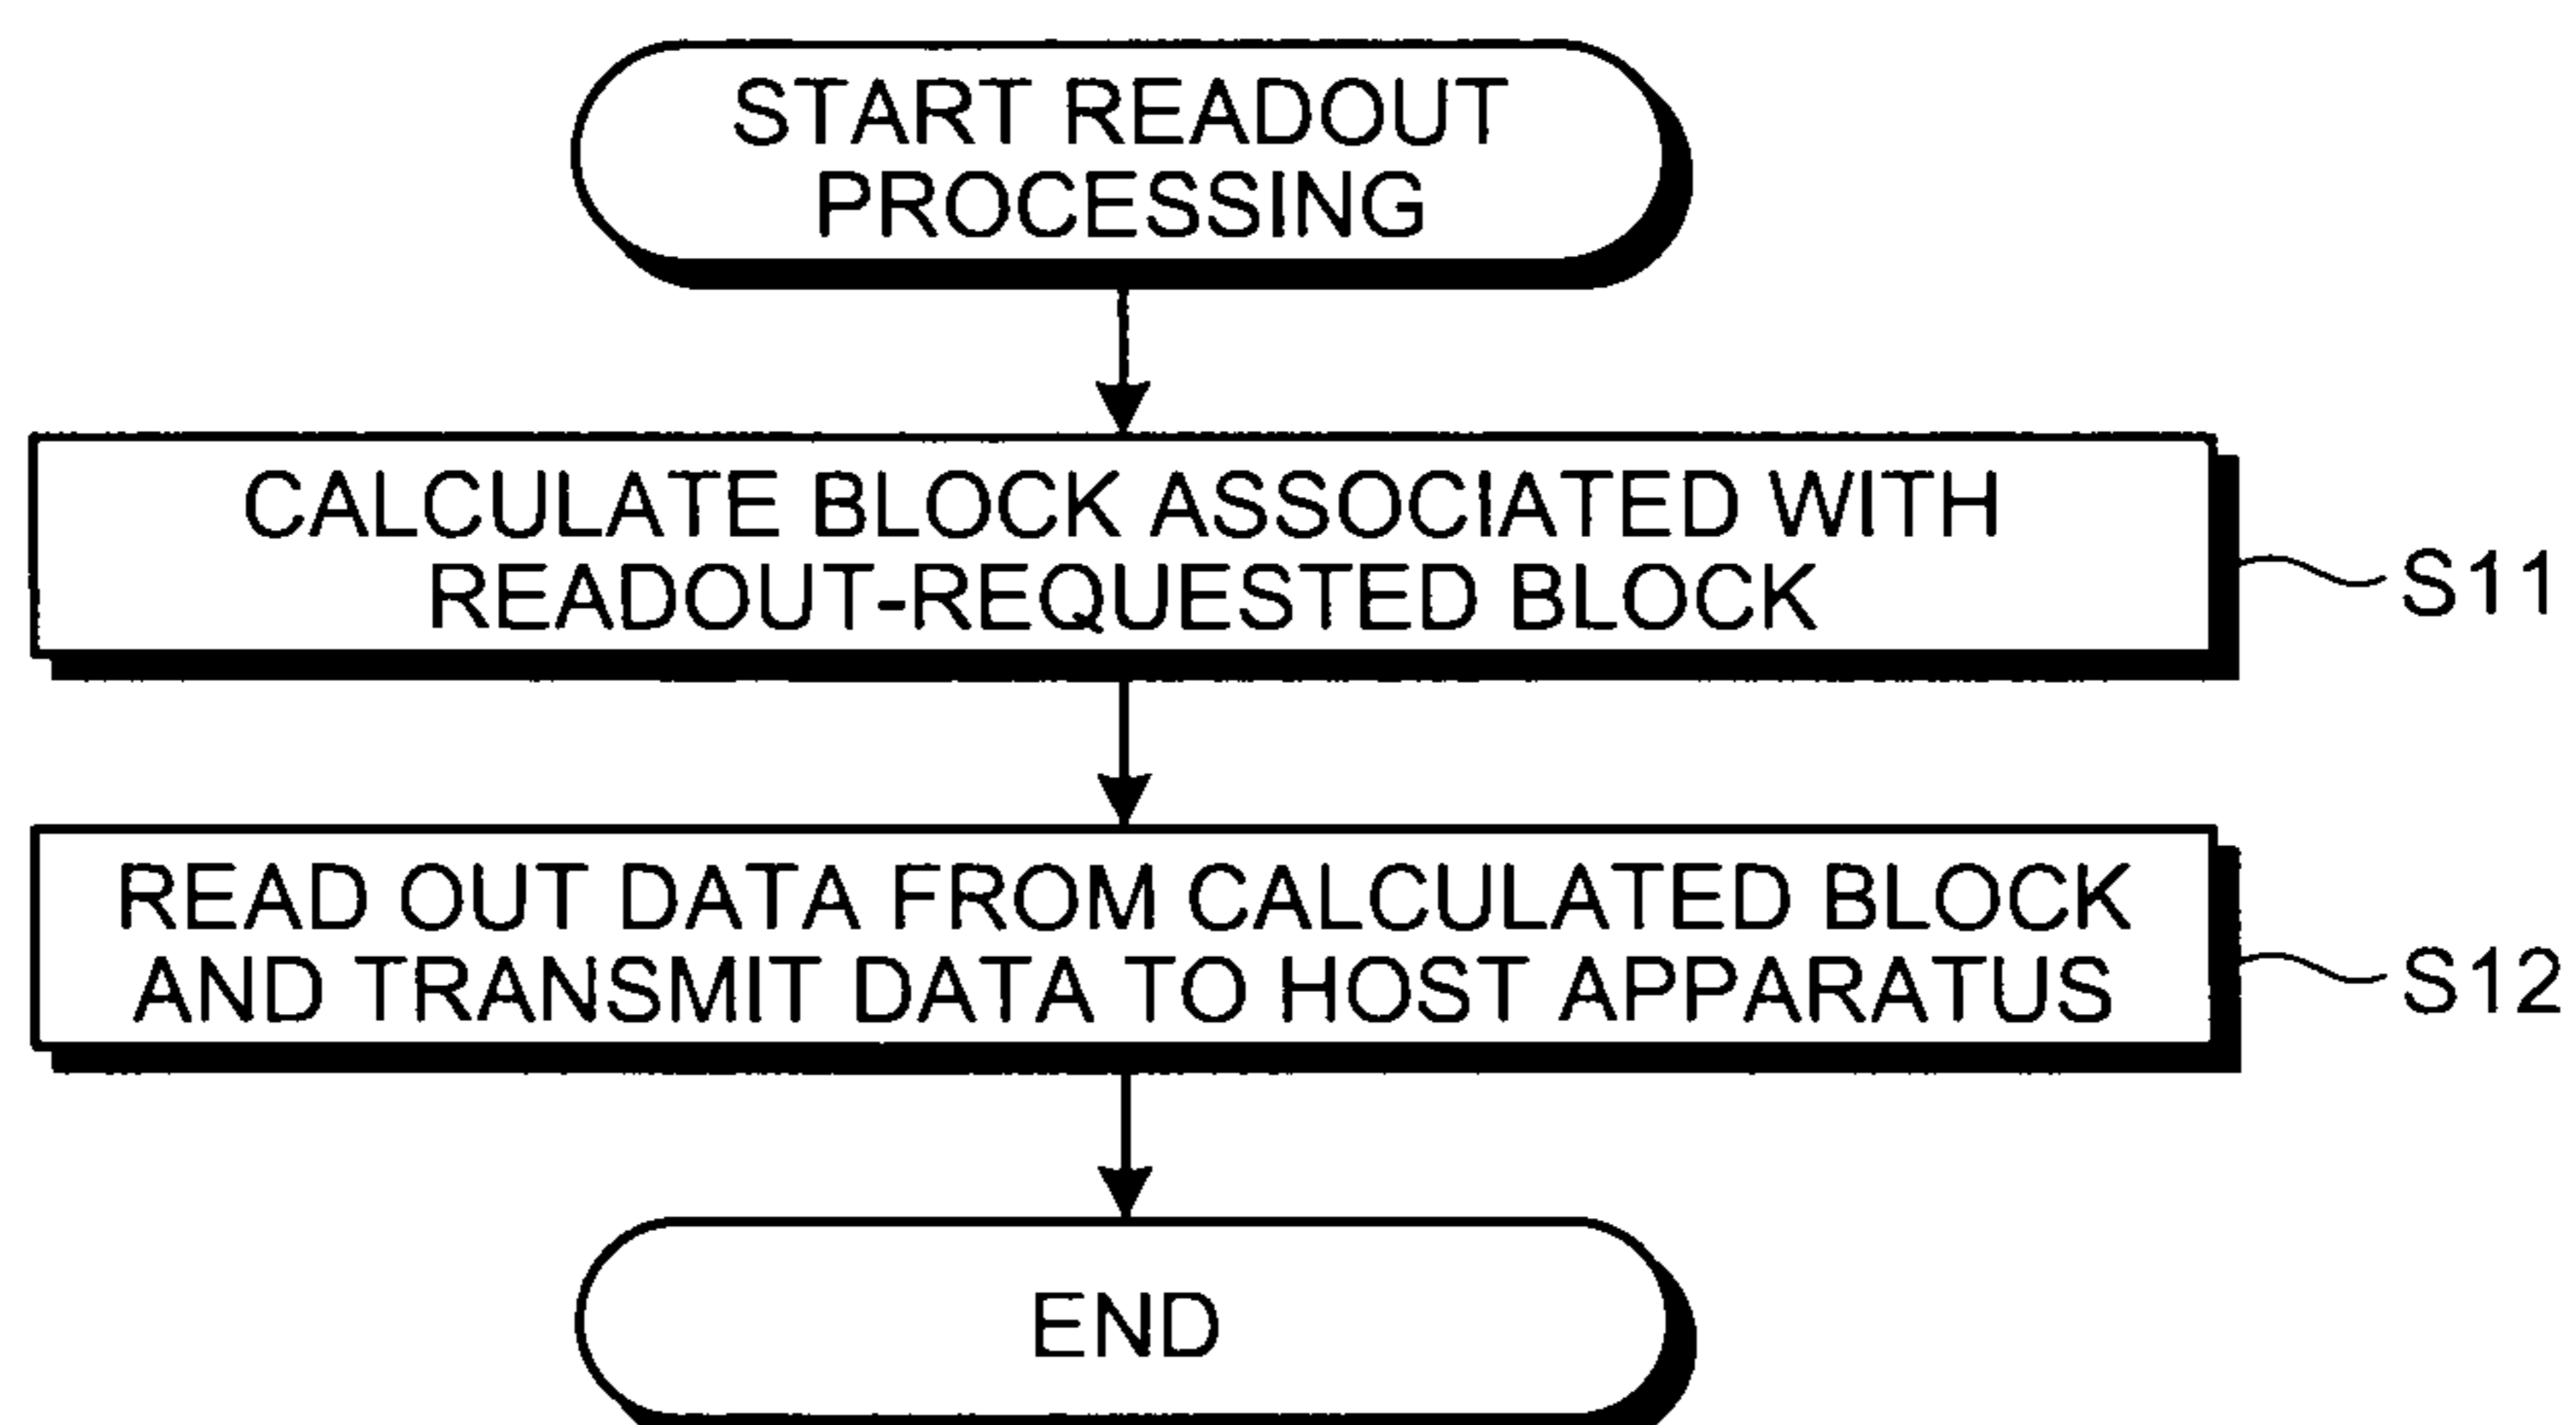 START READOUT
PROCESSING
CALCULATE BLOCK ASSOCIATED WITH
READOUT-REQUESTED BLOCK
S11
READ OUT DATA FROM CALCULATED BLOCK
AND TRANSMIT DATA TO HOST APPARATUS
S12
END